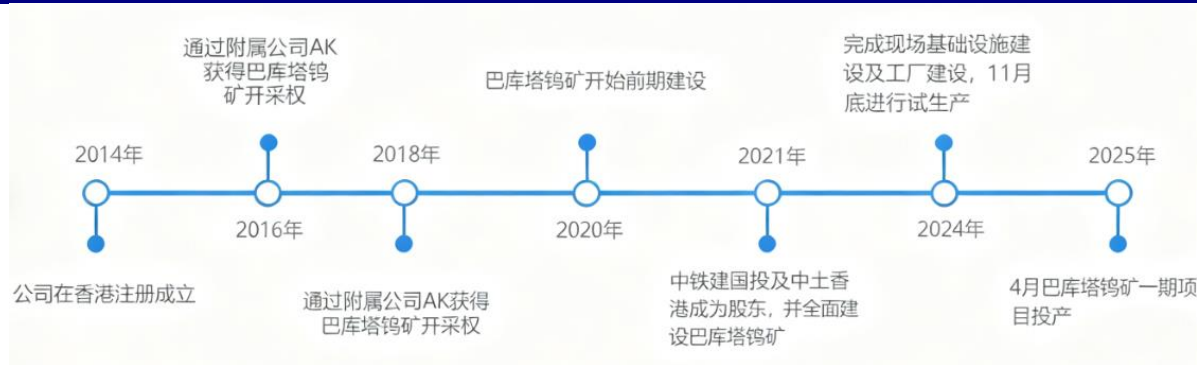 2014年
公司在香港注册成立
通过附属公司AK
获得巴库塔钨
矿开采权
2016年
2018年
通过附属公司AK获得
巴库塔钨矿开采权
巴库塔钨矿开始前期建设
2020年
2021年
中铁建国投及中土香
港成为股东，并全面建
设巴库塔钨矿
完成现场基础设施建
设及工厂建设，11月
底进行试生产
2024年
2025年
4月巴库塔钨矿一期项
目投产